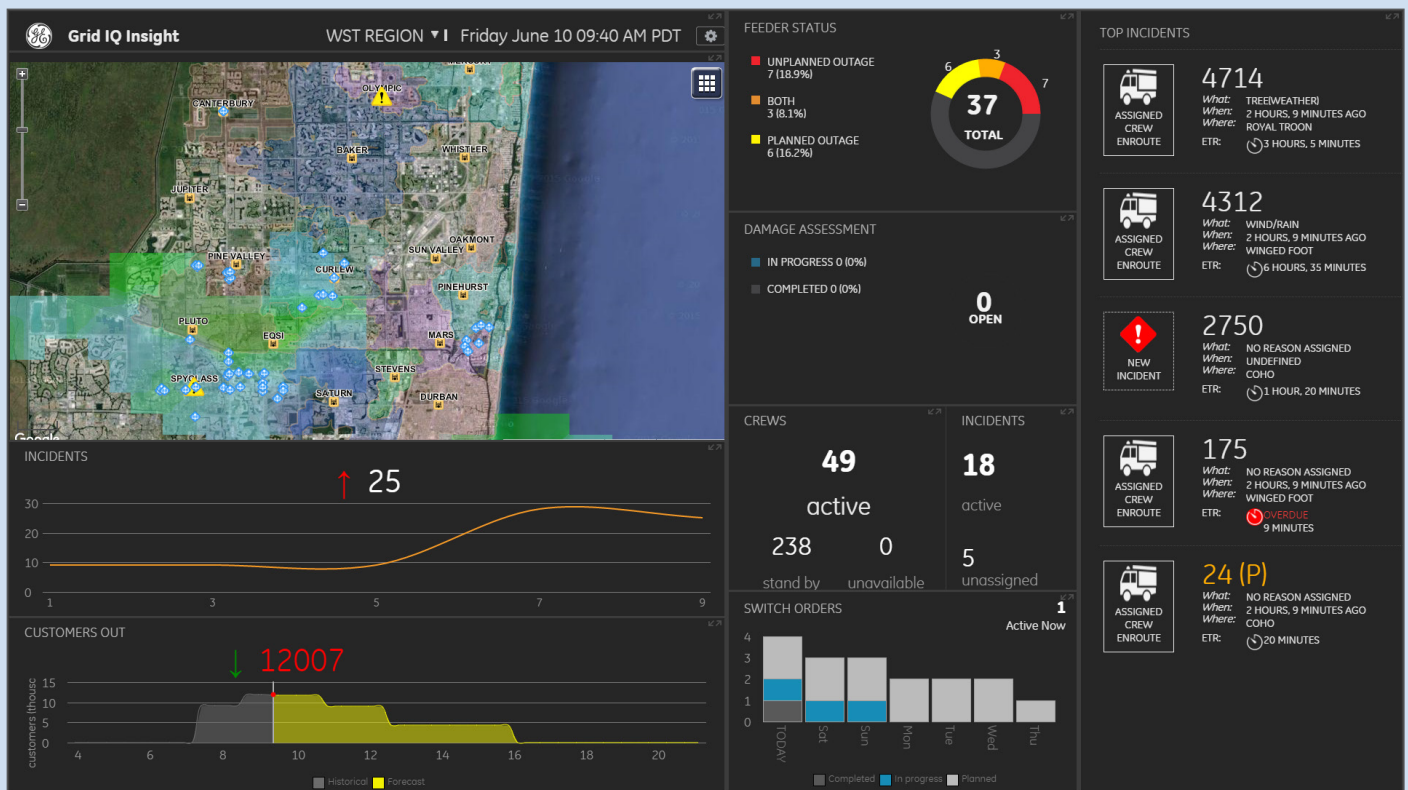 Grid IQ Insight
WST REGION
Friday June 10 09:40 AM PDT
OLYMPIC
CANTERBURY
BAKER
WHISTLER
JUPITER
OAKMONT
SUN VALLEY
PINE VALLEY
CURLEW
PINEHURST
PLUTO
EQSI
MARS
SPYGLASS
STEVENS
SATURN
DURBAN
Google
INCIDENTS
25
30
20
10
0
1 3 5 7 9
CUSTOMERS OUT
12007
customers (thousc
15
10
5
0
4 6 8 10 12 14 16 18 20
Historical Forecast
FEEDER STATUS
UNPLANNED OUTAGE
7 (18.9%)
BOTH
3 (8.1%)
PLANNED OUTAGE
6 (16.2%)
6
3
7
37
TOTAL
DAMAGE ASSESSMENT
IN PROGRESS 0 (0%)
COMPLETED 0 (0%)
0
OPEN
CREWS
49
active
238 0
stand by unavailable
INCIDENTS
18
active
5
unassigned
SWITCH ORDERS
1
Active Now
4
3
2
1
0
TODAY Sat Sun Mon Tue Wed Thu
Completed In progress Planned
TOP INCIDENTS
ASSIGNED
CREW
ENROUTE
4714
What: TREE(WEATHER)
When: 2 HOURS, 9 MINUTES AGO
Where: ROYAL TROON
ETR: 3 HOURS, 5 MINUTES
ASSIGNED
CREW
ENROUTE
4312
What: WIND/RAIN
When: 2 HOURS, 9 MINUTES AGO
Where: WINGED FOOT
ETR: 6 HOURS, 35 MINUTES
NEW
INCIDENT
2750
What: NO REASON ASSIGNED
When: UNDEFINED
Where: COHO
ETR: 1 HOUR, 20 MINUTES
ASSIGNED
CREW
ENROUTE
175
What: NO REASON ASSIGNED
When: 2 HOURS, 9 MINUTES AGO
Where: WINGED FOOT
ETR: OVERDUE
9 MINUTES
ASSIGNED
CREW
ENROUTE
24 (P)
What: NO REASON ASSIGNED
When: 2 HOURS, 9 MINUTES AGO
Where: COHO
ETR: 20 MINUTES